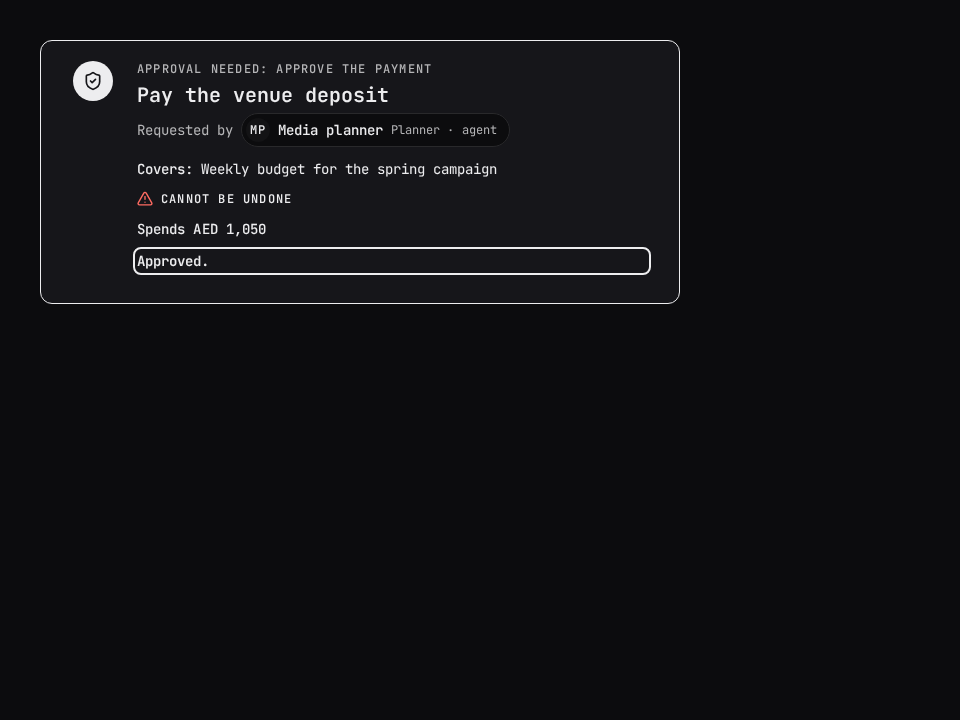 APPROVAL NEEDED: APPROVE THE PAYMENT
Pay the venue deposit
Requested by MP Media planner Planner · agent
Covers: Weekly budget for the spring campaign
CANNOT BE UNDONE
Spends AED 1,050
Approved.